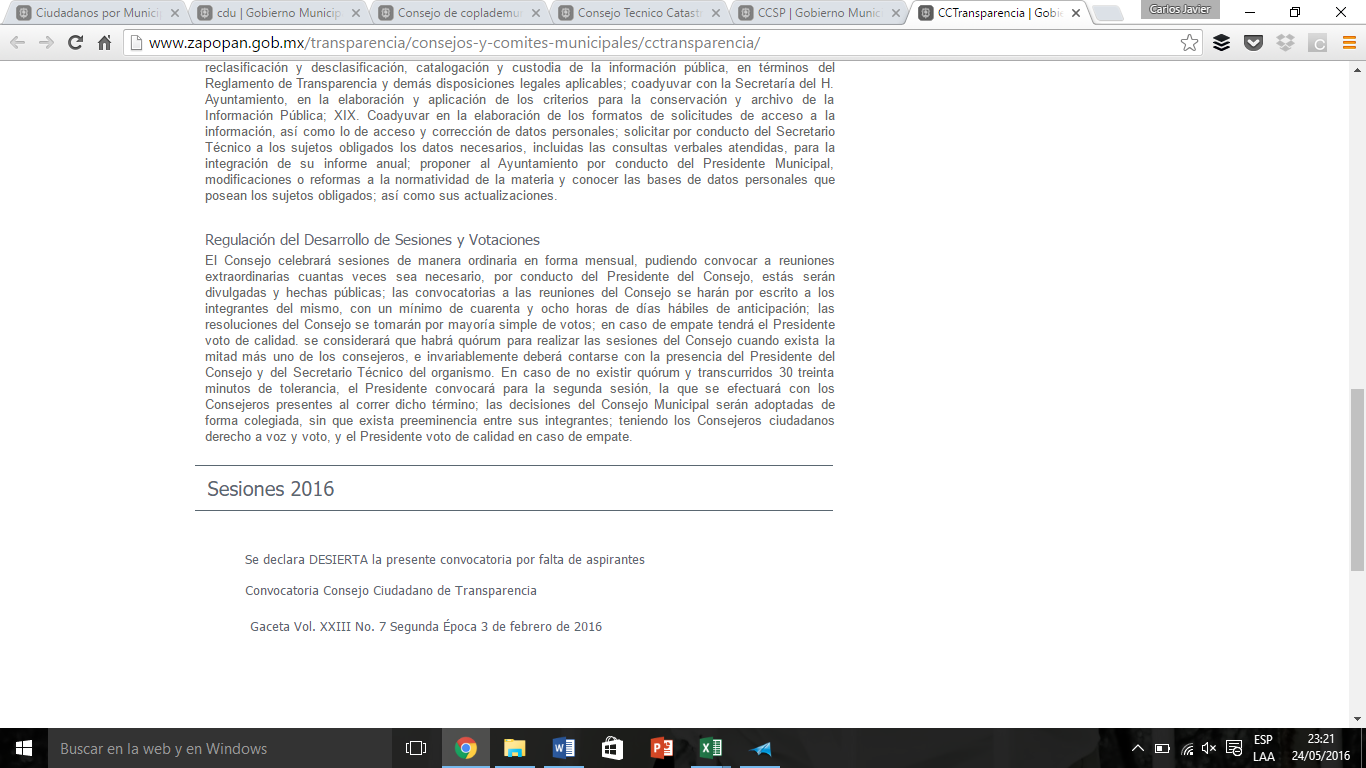 Ciudadanos por Munici
cdu | Gobierno Municip
Consejo de coplademu
Consejo Tecnico Catast
CCSP | Gobierno Munic
CCTransparencia | Gobi
Carlos Javier
www.zapopan.gob.mx/transparencia/consejos-y-comites-municipales/cctransparencia/
reclasificación y desclasificación, catalogación y custodia de la información pública, en términos del
Reglamento de Transparencia y demás disposiciones legales aplicables; coadyuvar con la Secretaría del H.
Ayuntamiento, en la elaboración y aplicación de los criterios para la conservación y archivo de la
Información Pública; XIX. Coadyuvar en la elaboración de los formatos de solicitudes de acceso a la
información, así como lo de acceso y corrección de datos personales; solicitar por conducto del Secretario
Técnico a los sujetos obligados los datos necesarios, incluidas las consultas verbales atendidas, para la
integración de su informe anual; proponer al Ayuntamiento por conducto del Presidente Municipal,
modificaciones o reformas a la normatividad de la materia y conocer las bases de datos personales que
posean los sujetos obligados; así como sus actualizaciones.
Regulación del Desarrollo de Sesiones y Votaciones
El Consejo celebrará sesiones de manera ordinaria en forma mensual, pudiendo convocar a reuniones
extraordinarias cuantas veces sea necesario, por conducto del Presidente del Consejo, estás serán
divulgadas y hechas públicas; las convocatorias a las reuniones del Consejo se harán por escrito a los
integrantes del mismo, con un mínimo de cuarenta y ocho horas de días hábiles de anticipación; las
resoluciones del Consejo se tomarán por mayoría simple de votos; en caso de empate tendrá el Presidente
voto de calidad. se considerará que habrá quórum para realizar las sesiones del Consejo cuando exista la
mitad más uno de los consejeros, e invariablemente deberá contarse con la presencia del Presidente del
Consejo y del Secretario Técnico del organismo. En caso de no existir quórum y transcurridos 30 treinta
minutos de tolerancia, el Presidente convocará para la segunda sesión, la que se efectuará con los
Consejeros presentes al correr dicho término; las decisiones del Consejo Municipal serán adoptadas de
forma colegiada, sin que exista preeminencia entre sus integrantes; teniendo los Consejeros ciudadanos
derecho a voz y voto, y el Presidente voto de calidad en caso de empate.
Sesiones 2016
Se declara DESIERTA la presente convocatoria por falta de aspirantes
Convocatoria Consejo Ciudadano de Transparencia
Gaceta Vol. XXIII No. 7 Segunda Época 3 de febrero de 2016
Buscar en la web y en Windows
ESP
LAA
23:21
24/05/2016